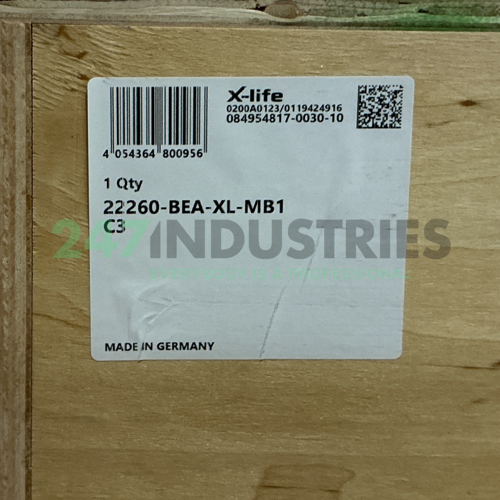 X-life
0200A0123/0119424916
084954817-0030-10
4 054364 800956
1 Qty
22260-BEA-XL-MB1
C3
247INDUSTRIES
MADE IN GERMANY